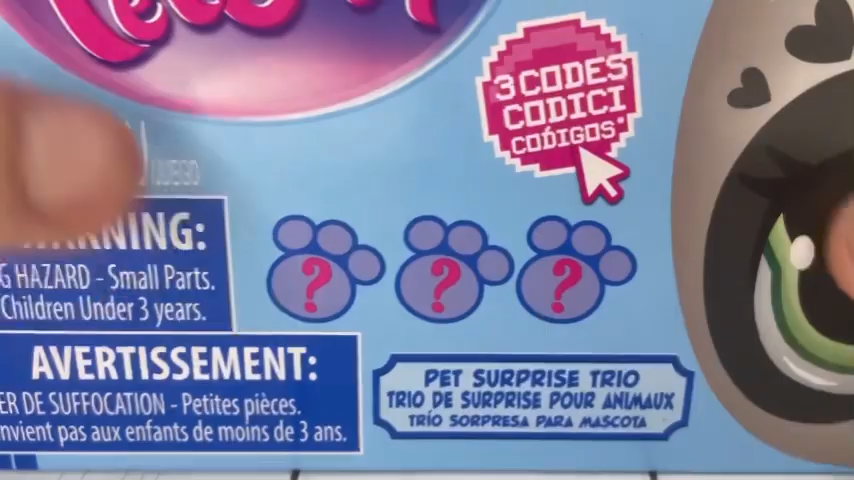 3 CODES
CODICI
CODIGOS*
JUEGO
WARNING:
G HAZARD - Small Parts.
Children Under 3 years.
? ? ?
AVERTISSEMENT:
ER DE SUFFOCATION - Petites pièces.
nvient pas aux enfants de moins de 3 ans.
PET SURPRISE TRIO
TRIO DE SURPRISE POUR ANIMAUX
TRÍO SORPRESA PARA MASCOTA